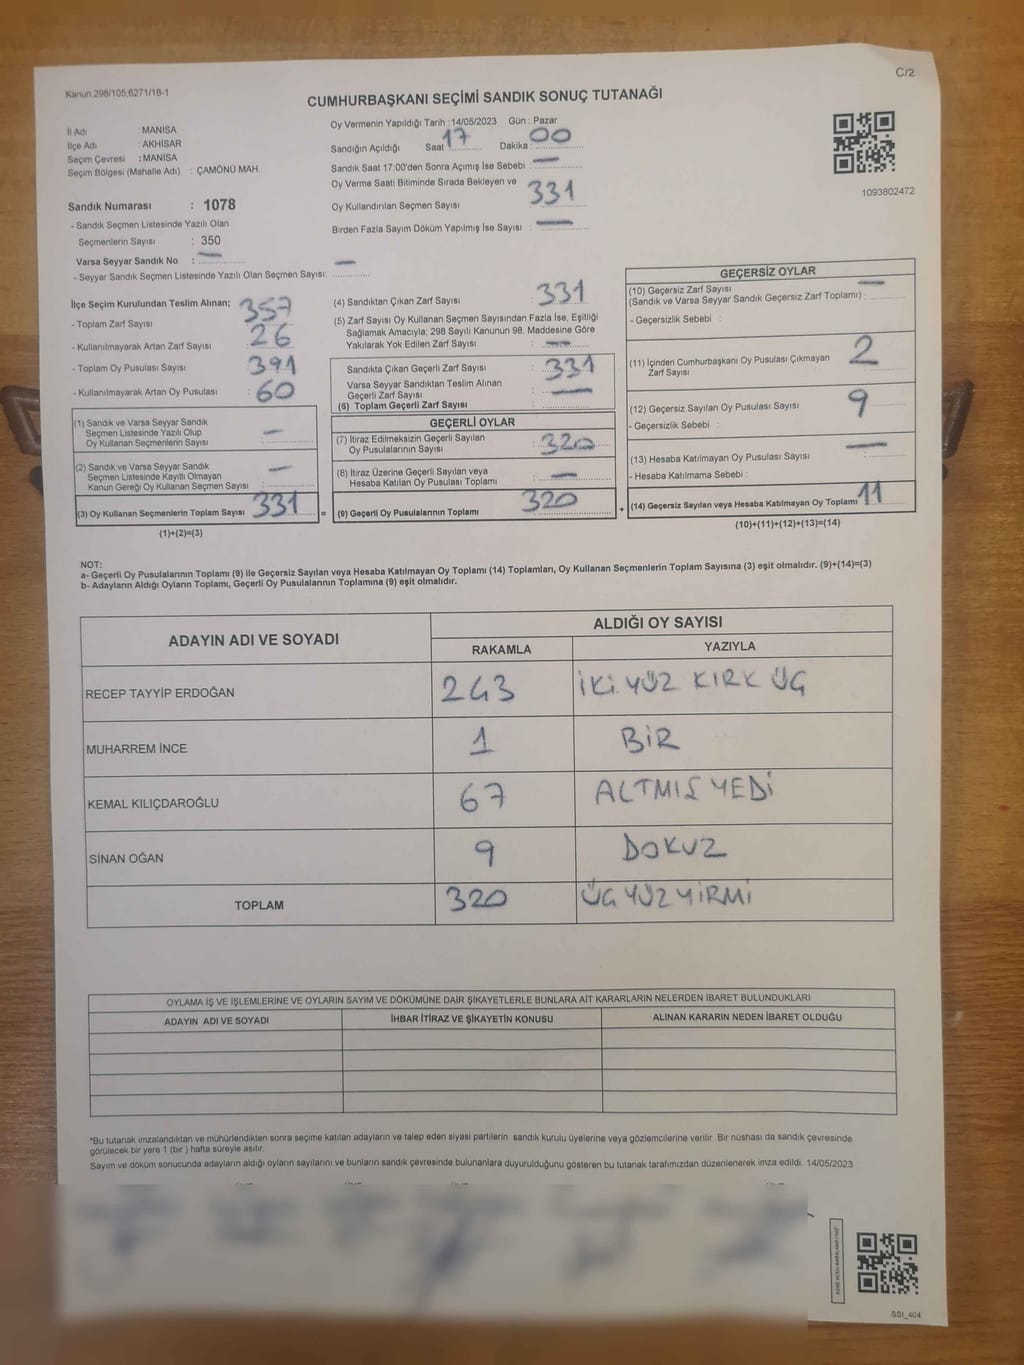 C/2
Kanun 298/105,6271/18-1
CUMHURBAŞKANI SEÇİMİ SANDIK SONUÇ TUTANAĞI
İl Adı : MANİSA
İlçe Adı : AKHİSAR
Seçim Çevresi : MANİSA
Seçim Bölgesi (Mahalle Adı) : ÇAMÖNÜ MAH.
Sandık Numarası : 1078
- Sandık Seçmen Listesinde Yazılı Olan
Seçmenlerin Sayısı : 350
Varsa Seyyar Sandık No : —
- Seyyar Sandık Seçmen Listesinde Yazılı Olan Seçmen Sayısı: —
Oy Vermenin Yapıldığı Tarih : 14/05/2023 Gün : Pazar
Sandığın Açıldığı Saat 17 Dakika : 00
Sandık Saat 17:00'den Sonra Açımış İse Sebebi : —
Oy Verme Saati Bitiminde Sırada Bekleyen ve
Oy Kullandırılan Seçmen Sayısı : 331
Birden Fazla Sayım Döküm Yapılmış İse Sayısı : —
1093802472
İlçe Seçim Kurulundan Teslim Alınan;
- Toplam Zarf Sayısı : 357
- Kullanılmayarak Artan Zarf Sayısı : 26
- Toplam Oy Pusulası Sayısı : 391
- Kullanılmayarak Artan Oy Pusulası : 60
(1) Sandık ve Varsa Seyyar Sandık
Seçmen Listesinde Yazılı Olup
Oy Kullanan Seçmenlerin Sayısı : —
(2) Sandık ve Varsa Seyyar Sandık
Seçmen Listesinde Kayıtlı Olmayan
Kanun Gereği Oy Kullanan Seçmen Sayısı : —
(3) Oy Kullanan Seçmenlerin Toplam Sayısı 331
(1)+(2)=(3)
(4) Sandıktan Çıkan Zarf Sayısı : 331
(5) Zarf Sayısı Oy Kullanan Seçmen Sayısından Fazla İse, Eşitliği
Sağlamak Amacıyla; 298 Sayılı Kanunun 98. Maddesine Göre
Yakılarak Yok Edilen Zarf Sayısı : —
Sandıkta Çıkan Geçerli Zarf Sayısı : 331
Varsa Seyyar Sandıktan Teslim Alınan
Geçerli Zarf Sayısı : —
(6) Toplam Geçerli Zarf Sayısı :
GEÇERLİ OYLAR
(7) İtiraz Edilmeksizin Geçerli Sayılan
Oy Pusulalarının Sayısı : 320
(8) İtiraz Üzerine Geçerli Sayılan veya
Hesaba Katılan Oy Pusulası Toplamı : —
(9) Geçerli Oy Pusulalarının Toplamı : 320
GEÇERSİZ OYLAR
(10) Geçersiz Zarf Sayısı
(Sandık ve Varsa Seyyar Sandık Geçersiz Zarf Toplamı) : —
- Geçersizlik Sebebi :
(11) İçinden Cumhurbaşkanı Oy Pusulası Çıkmayan
Zarf Sayısı : 2
(12) Geçersiz Sayılan Oy Pusulası Sayısı : 9
- Geçersizlik Sebebi :
(13) Hesaba Katılmayan Oy Pusulası Sayısı : —
- Hesaba Katılmama Sebebi :
(14) Geçersiz Sayılan veya Hesaba Katılmayan Oy Toplamı 11
(10)+(11)+(12)+(13)=(14)
NOT:
a- Geçerli Oy Pusulalarının Toplamı (9) ile Geçersiz Sayılan veya Hesaba Katılmayan Oy Toplamı (14) Toplamları, Oy Kullanan Seçmenlerin Toplam Sayısına (3) eşit olmalıdır. (9)+(14)=(3)
b- Adayların Aldığı Oyların Toplamı, Geçerli Oy Pusulalarının Toplamına (9) eşit olmalıdır.
ADAYIN ADI VE SOYADI ALDIĞI OY SAYISI
RAKAMLA YAZIYLA
RECEP TAYYİP ERDOĞAN 243 İKİ YÜZ KIRK ÜÇ
MUHARREM İNCE 1 BİR
KEMAL KILIÇDAROĞLU 67 ALTMIŞ YEDİ
SİNAN OĞAN 9 DOKUZ
TOPLAM 320 ÜÇ YÜZ YİRMİ
OYLAMA İŞ VE İŞLEMLERİNE VE OYLARIN SAYIM VE DÖKÜMÜNE DAİR ŞİKAYETLERLE BUNLARA AİT KARARLARIN NELERDEN İBARET BULUNDUKLARI
ADAYIN ADI VE SOYADI İHBAR İTİRAZ VE ŞİKAYETİN KONUSU ALINAN KARARIN NEDEN İBARET OLDUĞU
*Bu tutanak imzalandıktan ve mühürlendikten sonra seçime katılan adayların ve talep eden siyasi partilerin sandık kurulu üyelerine veya gözlemcilerine verilir. Bir nüshası da sandık çevresinde
görülecek bir yere 1 (bir ) hafta süreyle asılır.
Sayım ve döküm sonucunda adayların aldığı oyların sayılarını ve bunların sandık çevresinde bulunanlara duyurulduğunu gösteren bu tutanak tarafımızdan düzenlenerek imza edildi. 14/05/2023
SSI_404